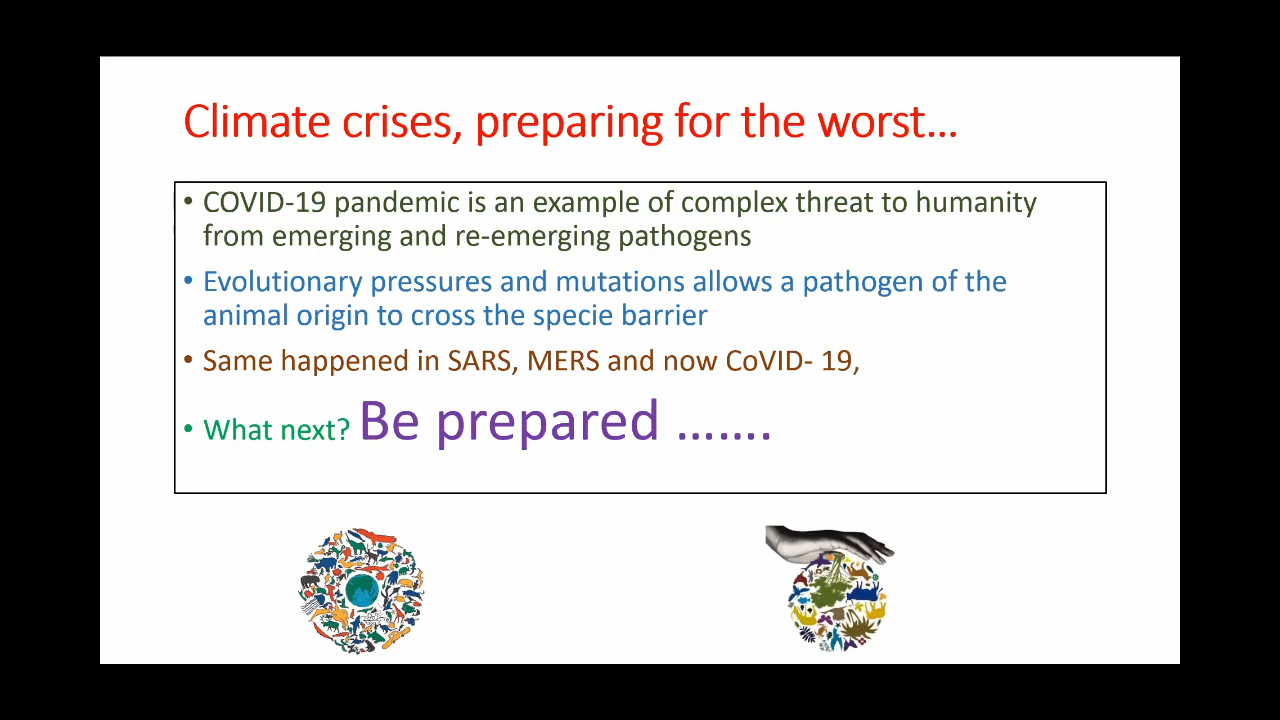 Climate crises, preparing for the worst…
• COVID-19 pandemic is an example of complex threat to humanity
from emerging and re-emerging pathogens
• Evolutionary pressures and mutations allows a pathogen of the
animal origin to cross the specie barrier
• Same happened in SARS, MERS and now CoVID- 19,
• What next? Be prepared …….